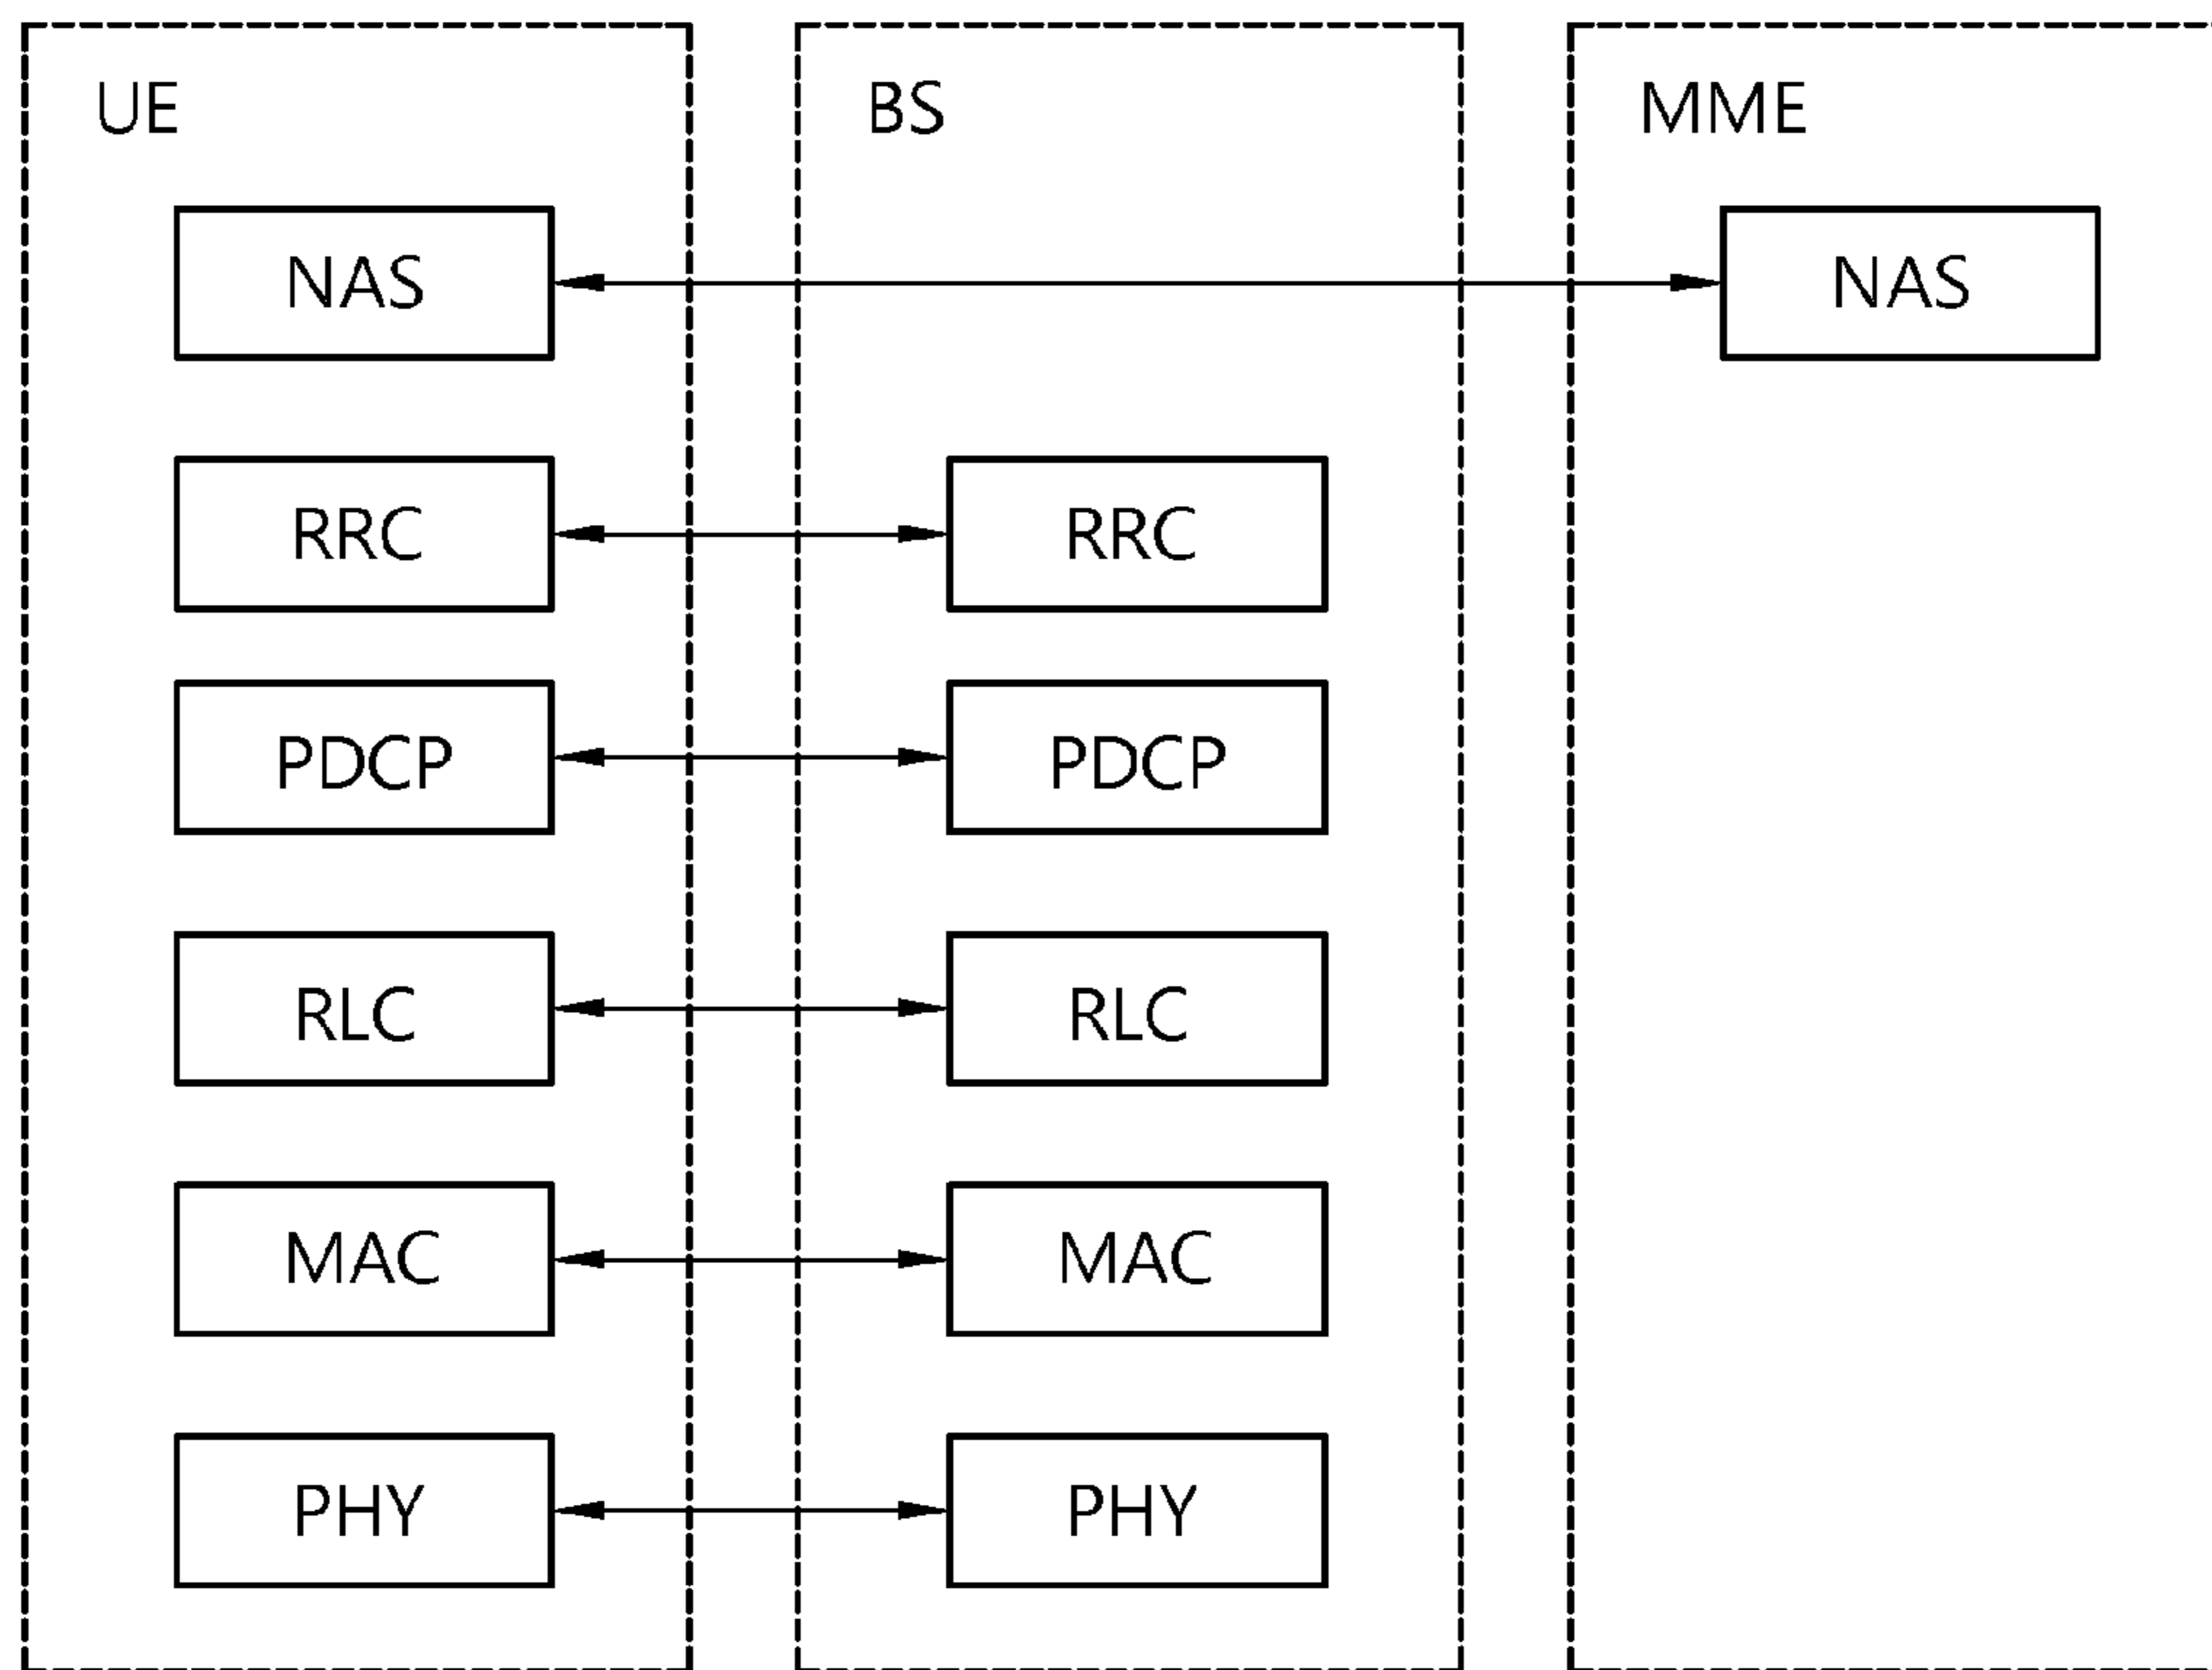 UE BS MME
NAS NAS
RRC RRC
PDCP PDCP
RLC RLC
MAC MAC
PHY PHY